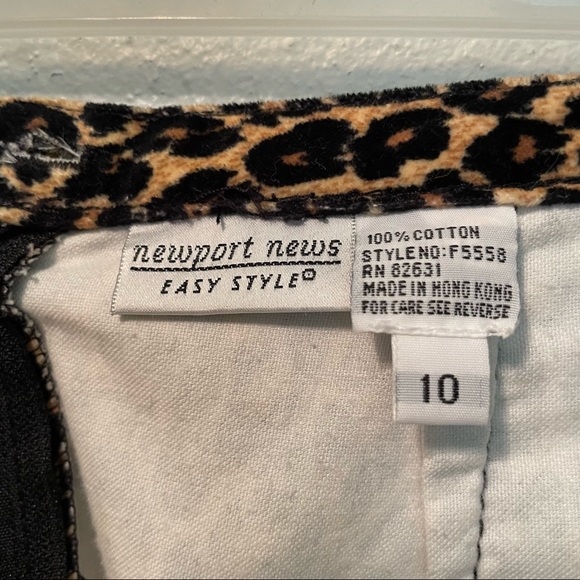 newport news
EASY STYLE
100% COTTON
STYLE NO: F5558
RN 82631
MADE IN HONG KONG
FOR CARE SEE REVERSE
10